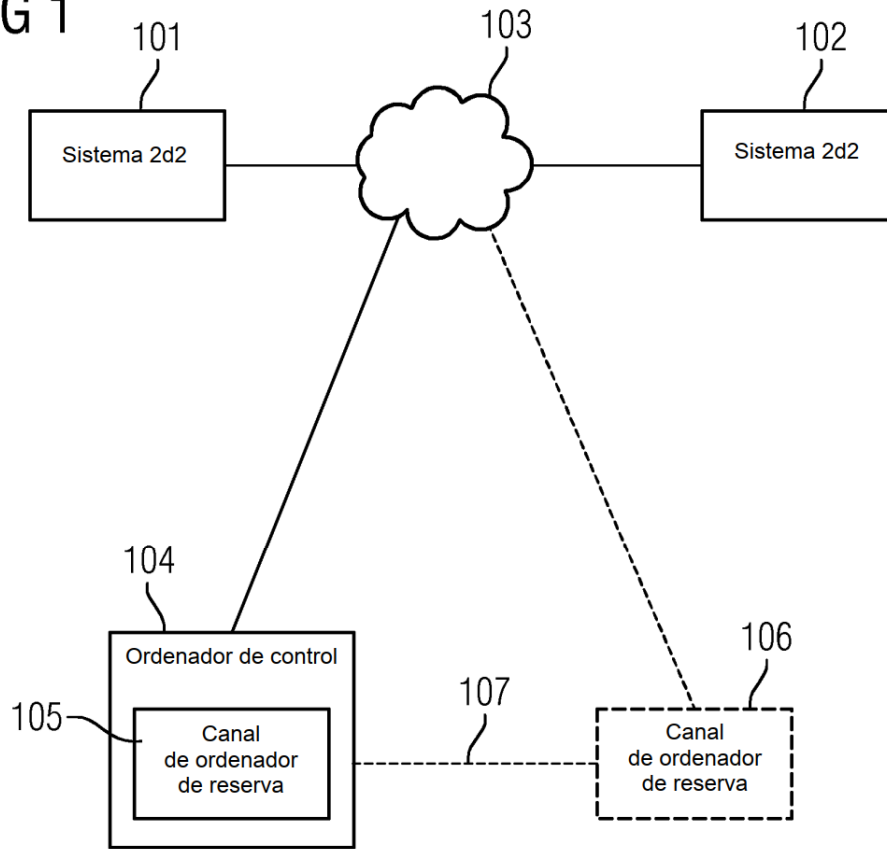 G 1
101
103
102
Sistema 2d2
Sistema 2d2
104
Ordenador de control
106
105
Canal
de ordenador
de reserva
107
Canal
de ordenador
de reserva